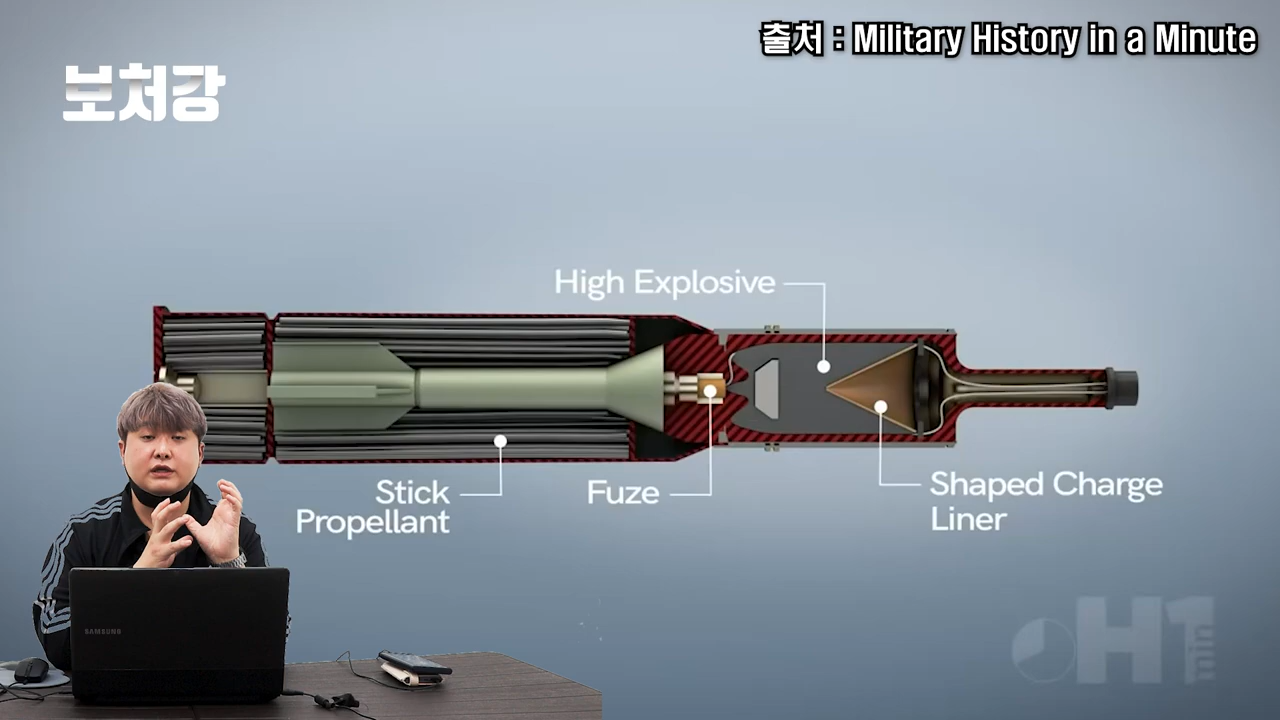 출처 : Military History in a Minute
보처강
High Explosive
Stick
Propellant
Fuze
Shaped Charge
Liner
SAMSUNG
H1
min